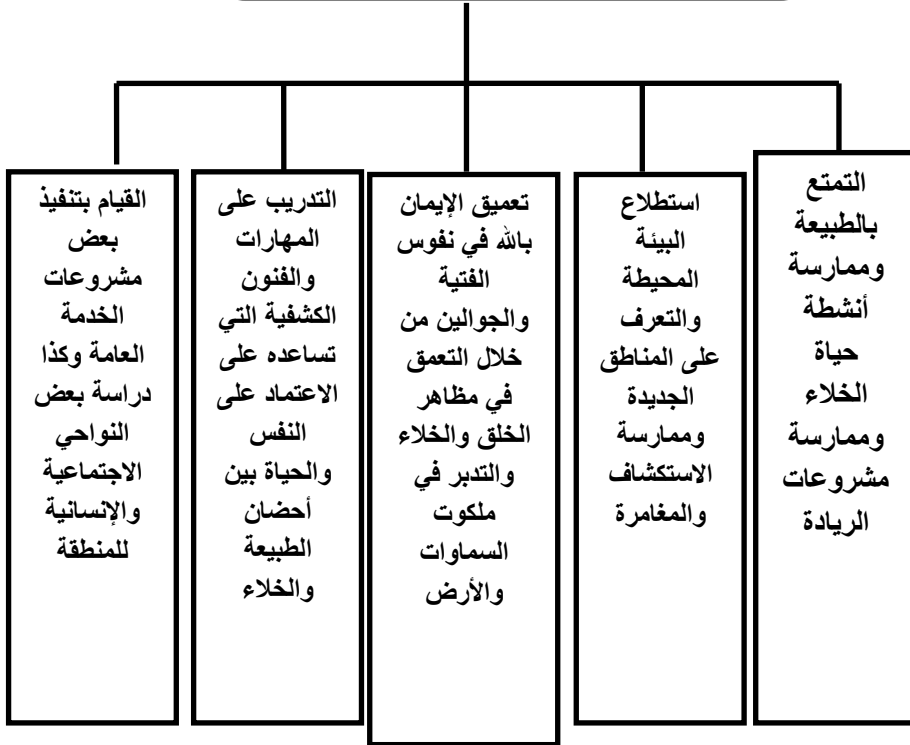 التمتع
بالطبيعة
وممارسة
أنشطة
حياة
الخلاء
وممارسة
مشروعات
الريادة
استطلاع
البيئة
المحيطة
والتعرف
على المناطق
الجديدة
وممارسة
الاستكشاف
والمغامرة
تعميق الإيمان
بالله في نفوس
الفتية
والجوالين من
خلال التعمق
في مظاهر
الخلق والخلاء
والتدبر في
ملكوت
السماوات
والأرض
التدريب على
المهارات
والفنون
الكشفية التي
تساعده على
الاعتماد على
النفس
والحياة بين
أحضان
الطبيعة
والخلاء
القيام بتنفيذ
بعض
مشروعات
الخدمة
العامة وكذا
دراسة بعض
النواحي
الاجتماعية
والإنسانية
للمنطقة